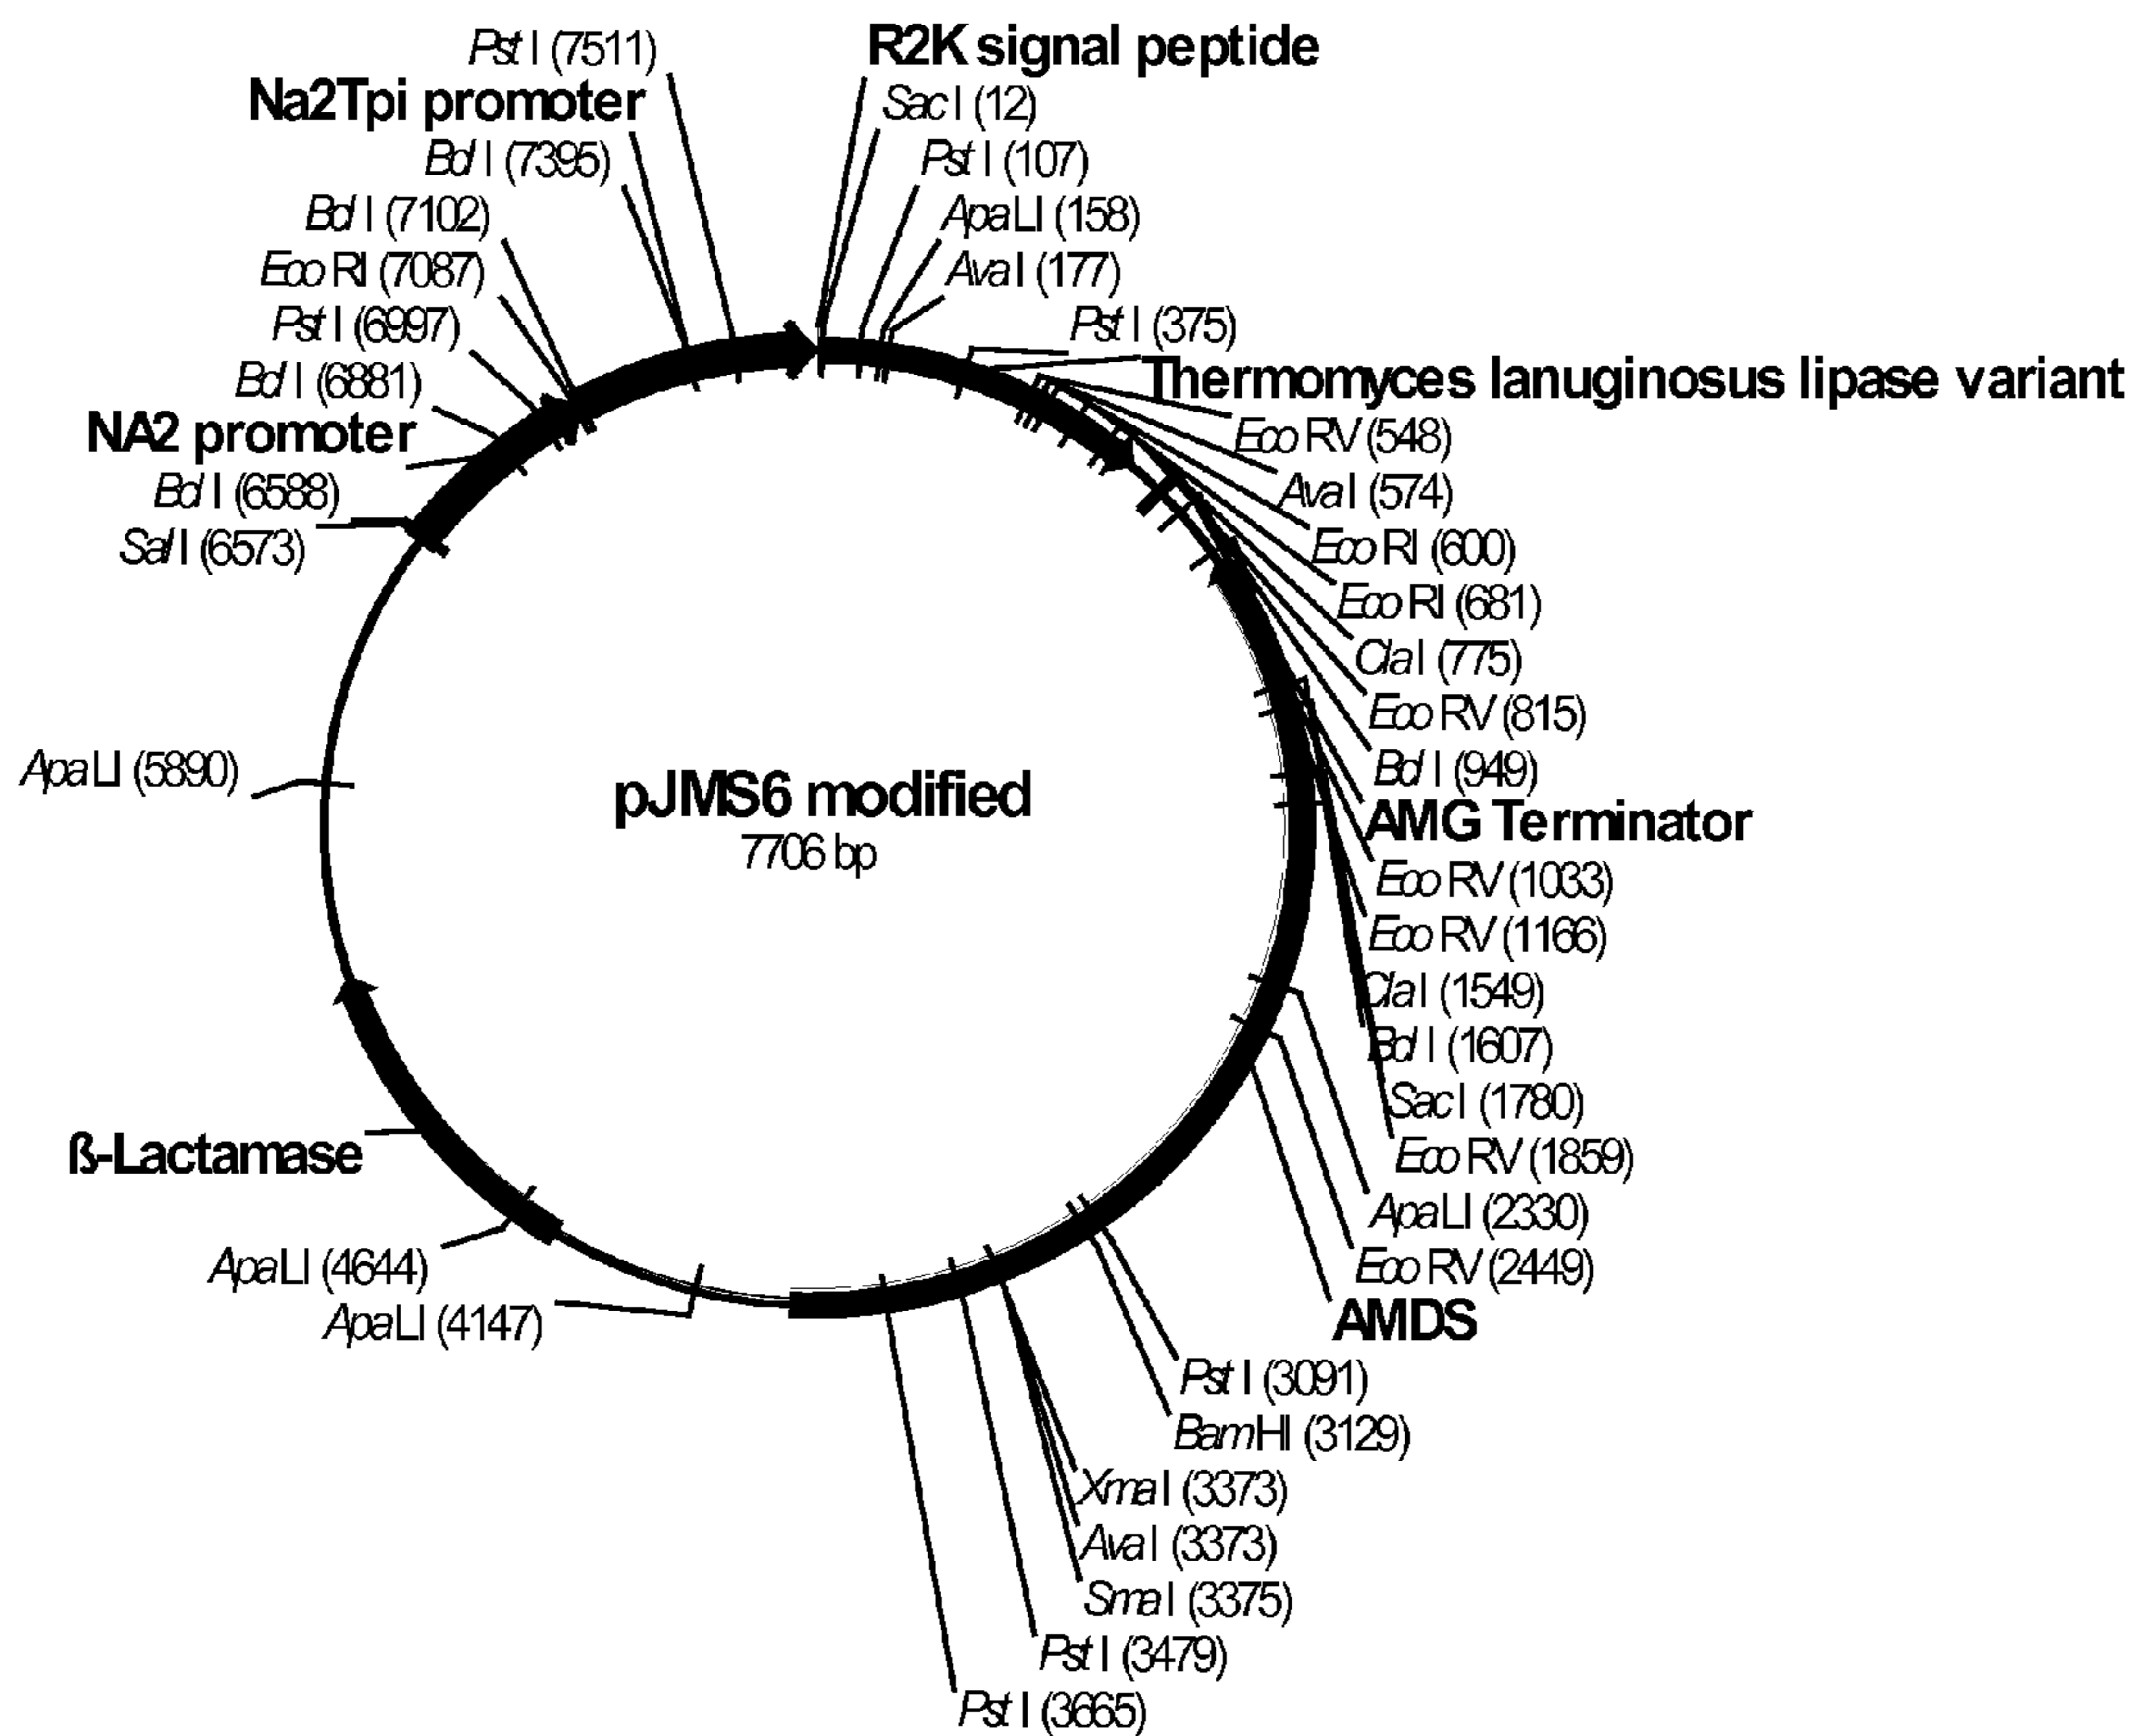 Pst I (7511)
Na2Tpi promoter
Bcl I (7395)
Bcl I (7102)
Eco RI (7087)
Pst I (6997)
Bcl I (6881)
NA2 promoter
Bcl I (6588)
Sal I (6573)
ApaLI (5890)
ß-Lactamase
ApaLI (4644)
ApaLI (4147)
pJMS6 modified
7706 bp
R2K signal peptide
Sac I (12)
Pst I (107)
ApaLI (158)
Ava I (177)
Pst I (375)
Thermomyces lanuginosus lipase variant
Eco RV (548)
Ava I (574)
Eco RI (600)
Eco RI (681)
Cla I (775)
Eco RV (815)
Bcl I (949)
AMG Terminator
Eco RV (1033)
Eco RV (1166)
Cla I (1549)
Bcl I (1607)
Sac I (1780)
Eco RV (1859)
ApaLI (2330)
Eco RV (2449)
AMDS
Pst I (3091)
BamHI (3129)
Xma I (3373)
Ava I (3373)
Sma I (3375)
Pst I (3479)
Pst I (3665)